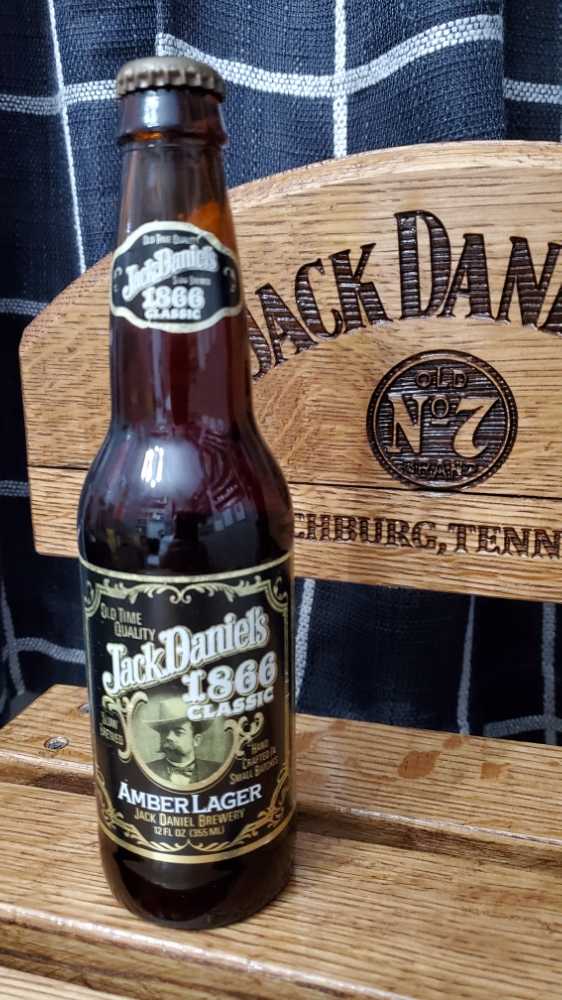 OLD TIME QUALITY
Jack Daniel's
SLOW BREWED
1866
CLASSIC
OLD TIME
QUALITY
Jack Daniel's
1866
CLASSIC
SLOW
BREWED
HAND
CRAFTED IN
SMALL BATCHES
AMBER LAGER
JACK DANIEL BREWERY
12 FL OZ (355 ML)
JACK DAN
OLD
No 7
BRAND
CHBURG, TENN